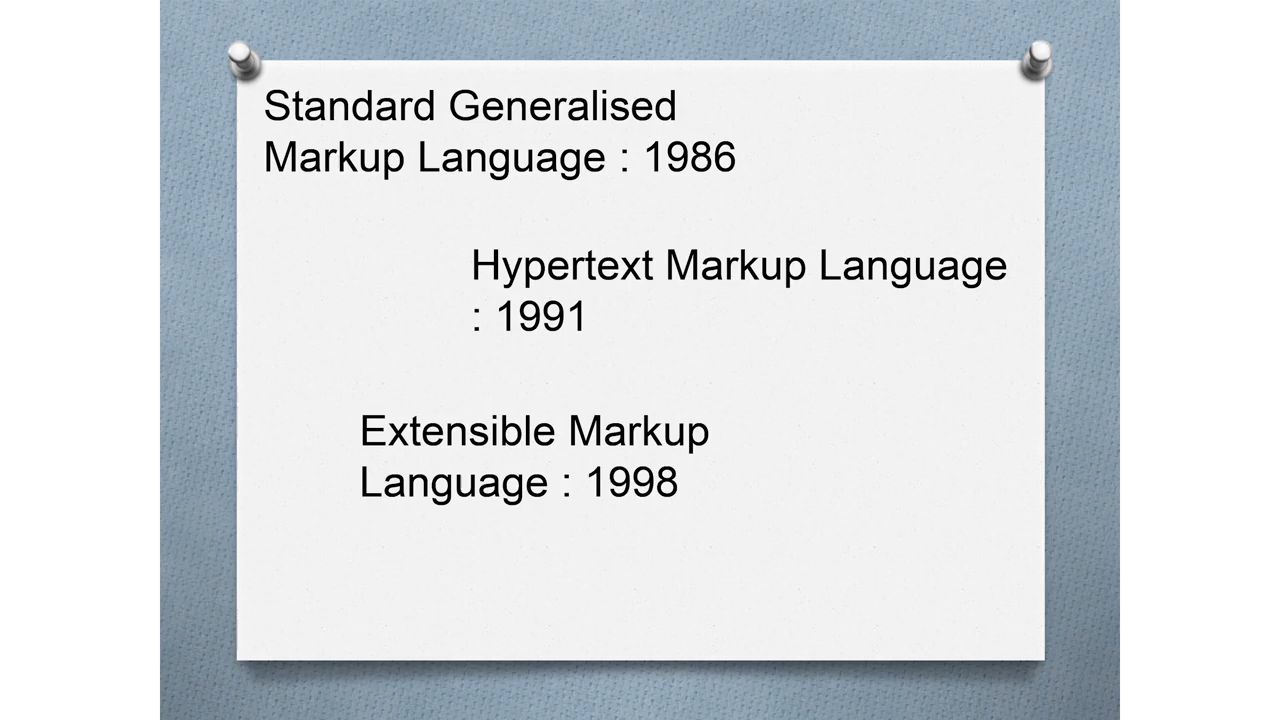 Standard Generalised
Markup Language : 1986
Hypertext Markup Language
: 1991
Extensible Markup
Language : 1998